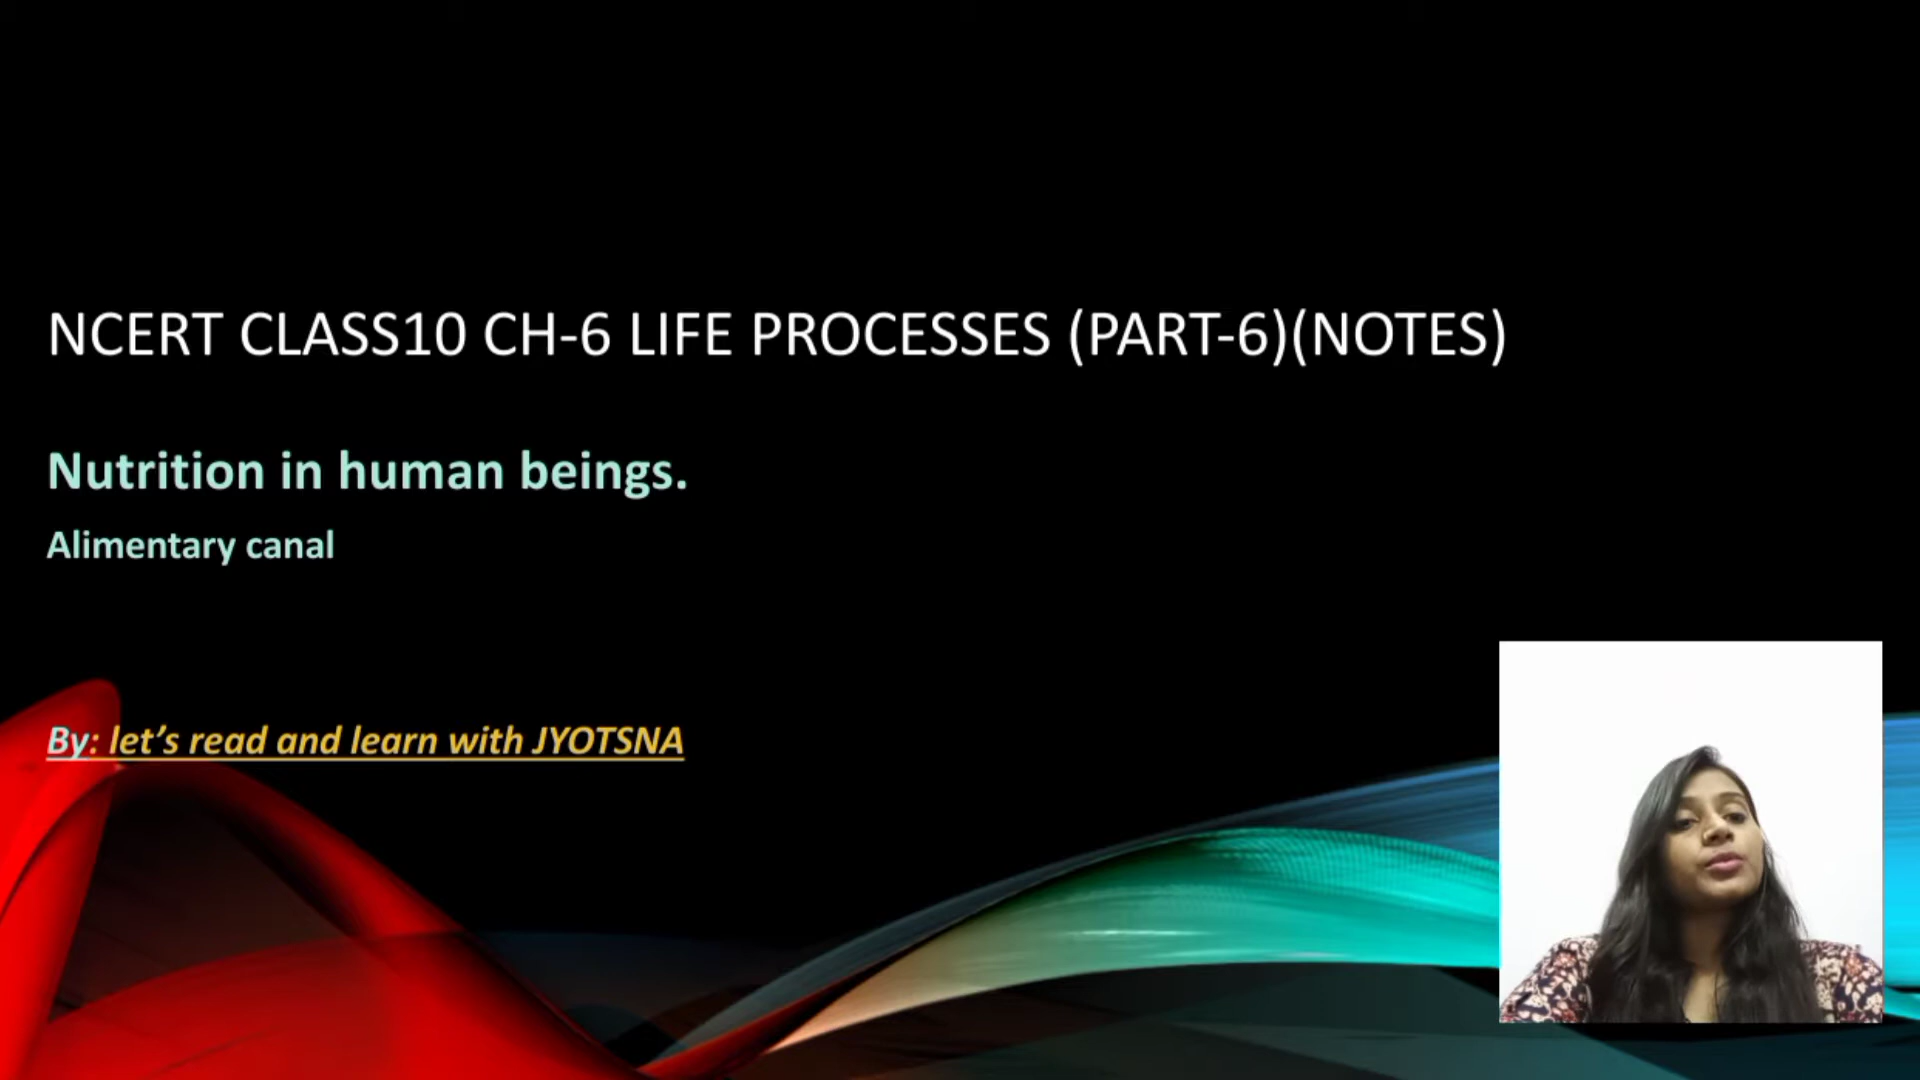 NCERT CLASS10 CH-6 LIFE PROCESSES (PART-6)(NOTES)
Nutrition in human beings.
Alimentary canal
By: let’s read and learn with JYOTSNA